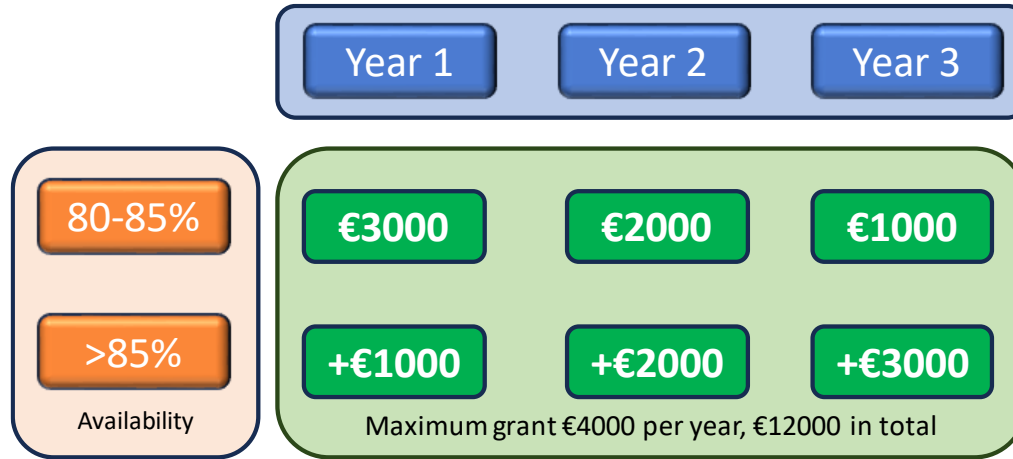 Year 1 Year 2 Year 3
80-85% €3000 €2000 €1000
>85% +€1000 +€2000 +€3000
Availability Maximum grant €4000 per year, €12000 in total